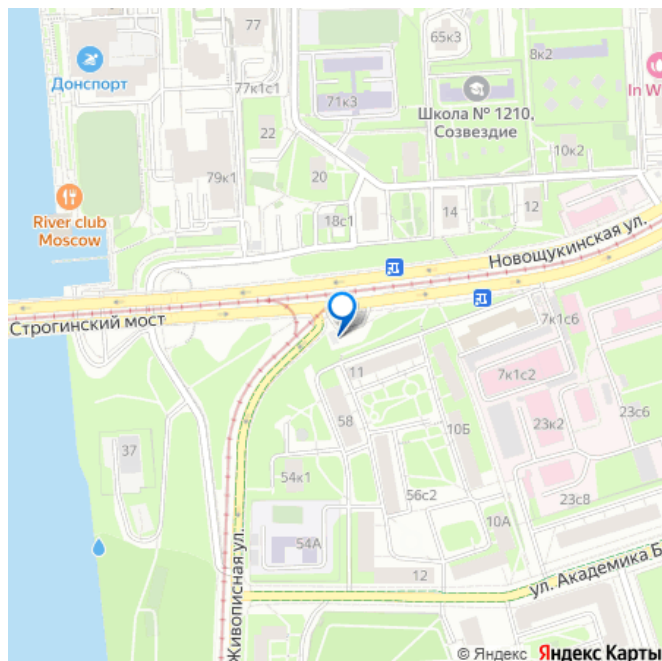 77
65к3
8к2
Донспорт
77к1с1
71к3
In W
Школа № 1210,
Созвездие
22
10к2
79к1
20
River club
Moscow
18с1
14
12
Новощукинская ул.
Строгинский мост
7к1с6
11
7к1с2
58
10Б
23к2
23с6
37
54к1
56с2
23с8
10А
54А
12
ул. Академика Б
Живописная ул.
© Яндекс Яндекс Карты